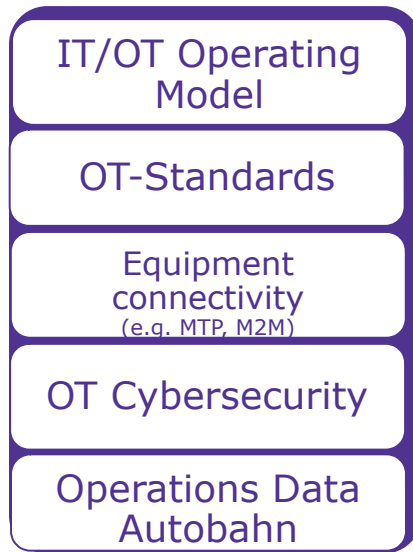 IT/OT Operating
Model
OT-Standards
Equipment
connectivity
(e.g. MTP, M2M)
OT Cybersecurity
Operations Data
Autobahn